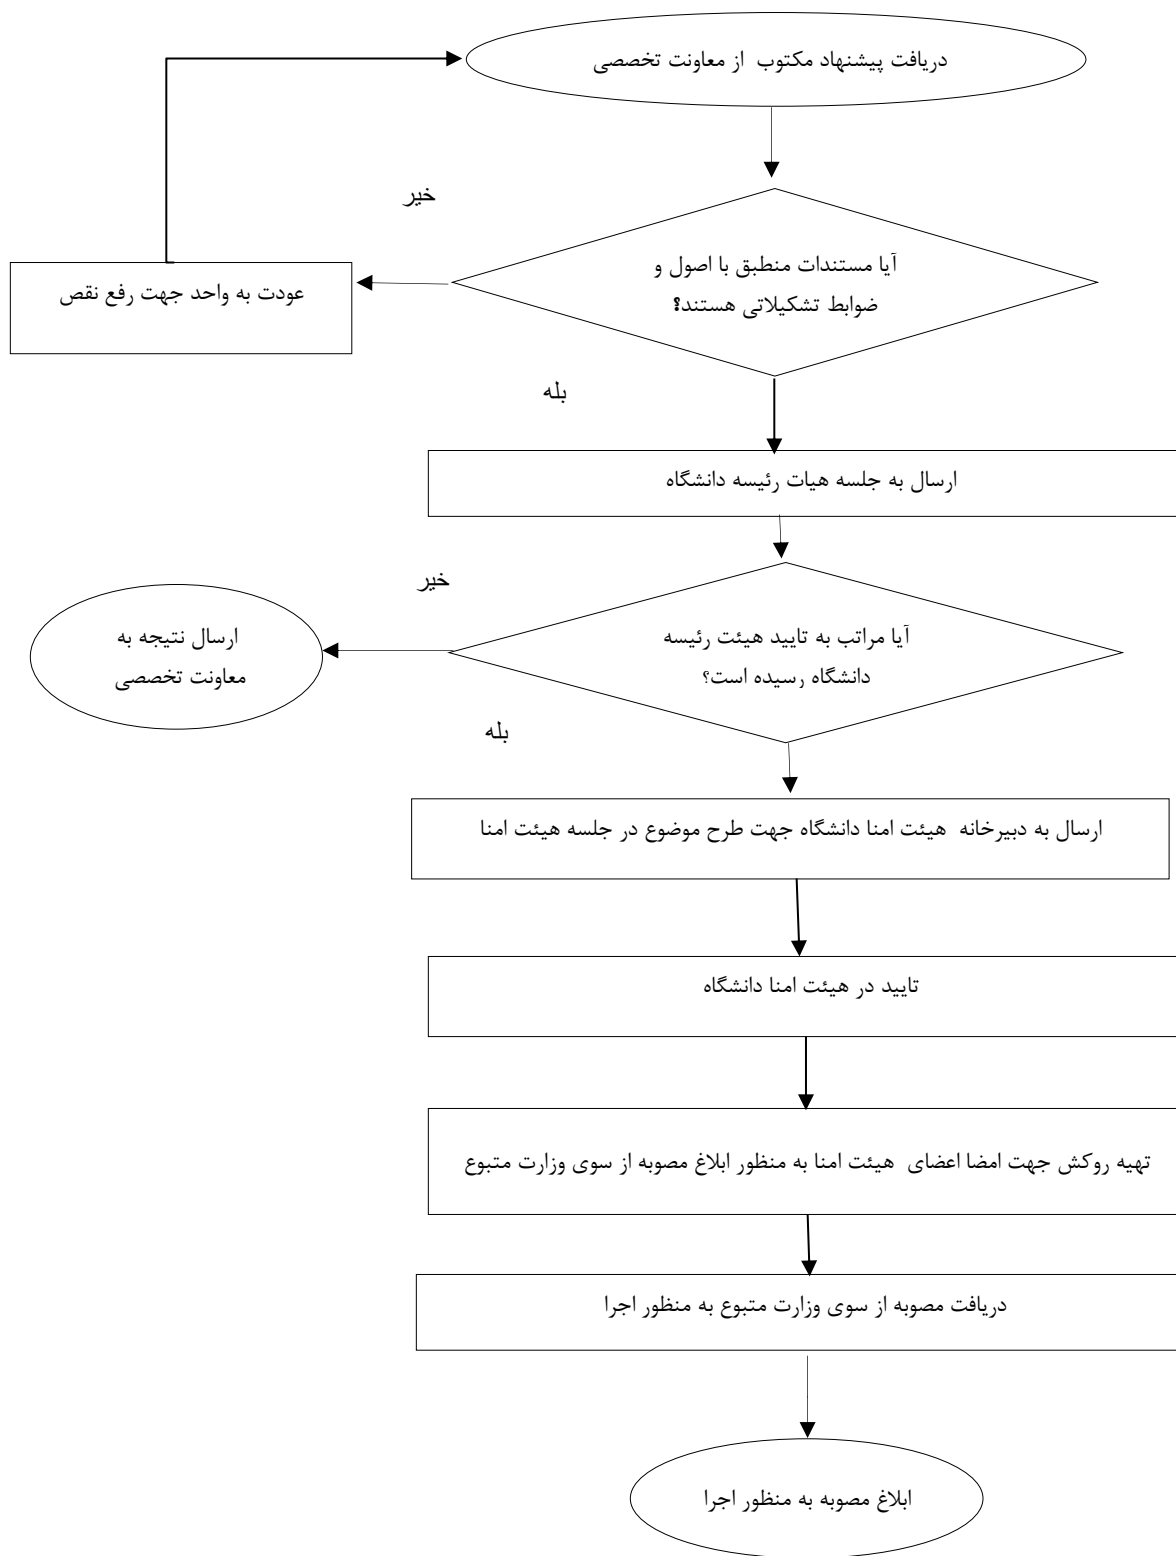 دریافت پیشنهاد مکتوب از معاونت تخصصی
خیر
آیا مستندات منطبق با اصول و
ضوابط تشکیلاتی هستند؟
عودت به واحد جهت رفع نقص
بله
ارسال به جلسه هیات رئیسه دانشگاه
خیر
آیا مراتب به تایید هیئت رئیسه
دانشگاه رسیده است؟
ارسال نتیجه به
معاونت تخصصی
بله
ارسال به دبیرخانه هیئت امنا دانشگاه جهت طرح موضوع در جلسه هیئت امنا
تایید در هیئت امنا دانشگاه
تهیه روکش جهت امضا اعضای هیئت امنا به منظور ابلاغ مصوبه از سوی وزارت متبوع
دریافت مصوبه از سوی وزارت متبوع به منظور اجرا
ابلاغ مصوبه به منظور اجرا